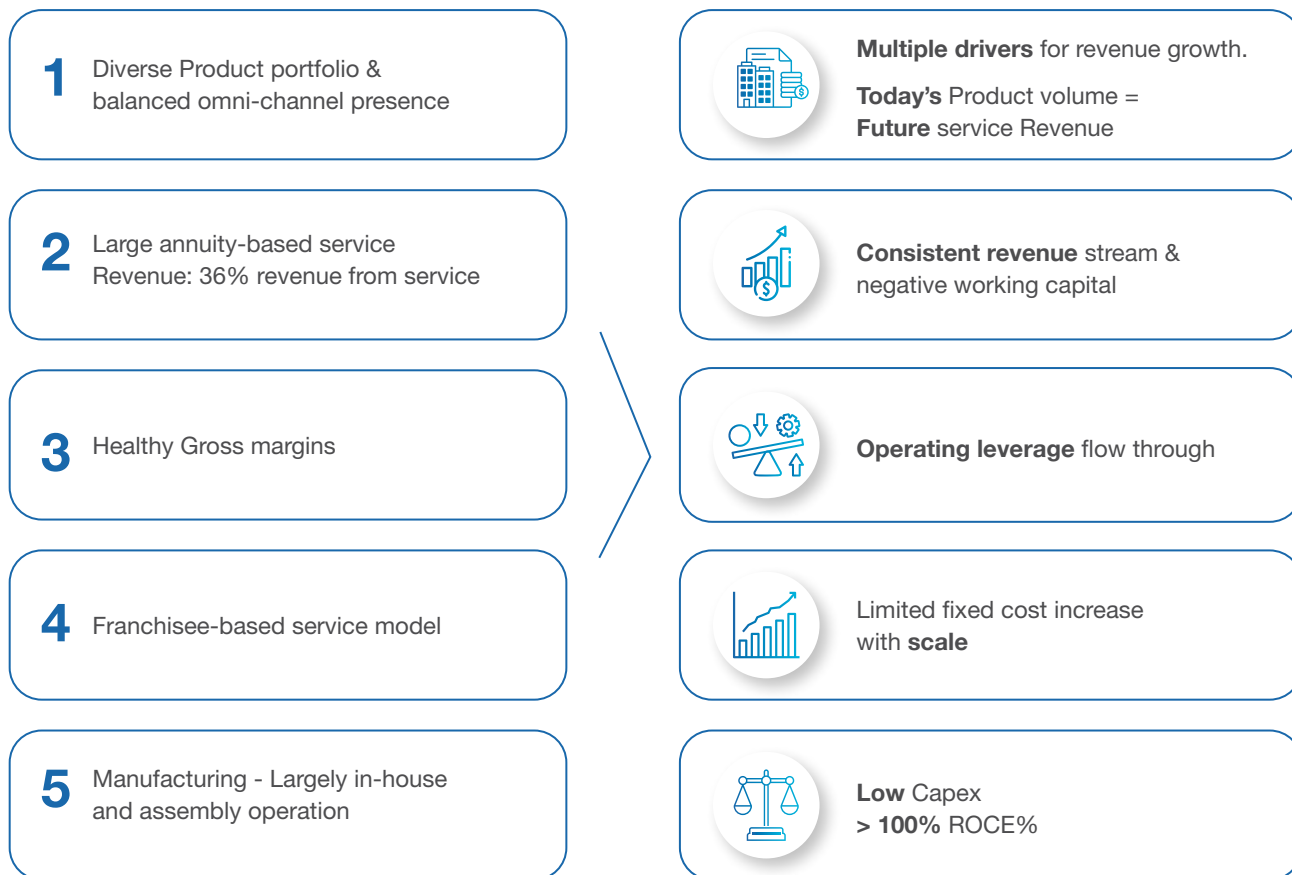 1
Diverse Product portfolio &
balanced omni-channel presence
Multiple drivers for revenue growth.
Today's Product volume =
Future service Revenue
2
Large annuity-based service
Revenue: 36% revenue from service
Consistent revenue stream &
negative working capital
3
Healthy Gross margins
Operating leverage flow through
4
Franchisee-based service model
Limited fixed cost increase
with scale
5
Manufacturing - Largely in-house
and assembly operation
Low Capex
> 100% ROCE%